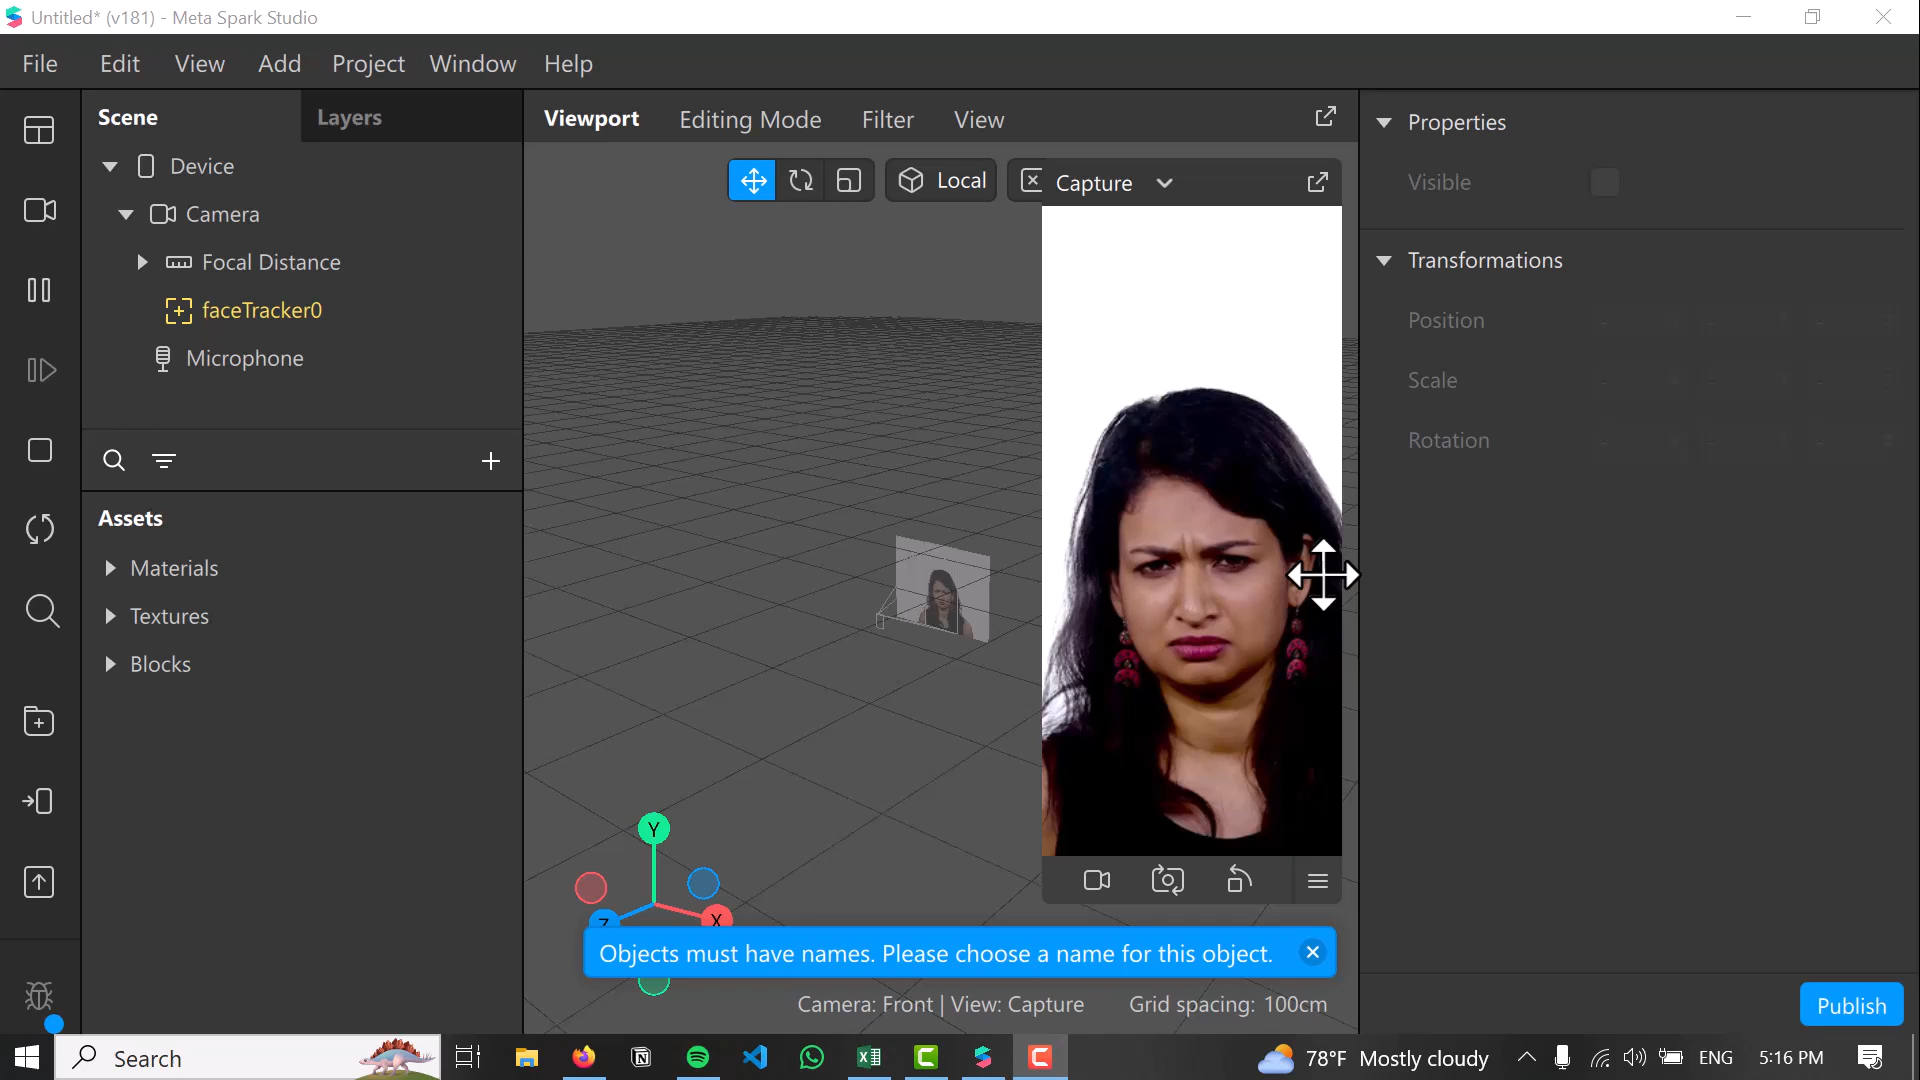 Untitled* (v181) - Meta Spark Studio
File Edit View Add Project Window Help
Scene Layers
Device
Camera
Focal Distance
faceTracker0
Microphone
Assets
Materials
Textures
Blocks
Viewport Editing Mode Filter View
Local
Capture
Y
X
Z
Objects must have names. Please choose a name for this object.
Camera: Front | View: Capture Grid spacing: 100cm
Properties
Visible
Transformations
Position
Scale
Rotation
Publish
Search
78°F Mostly cloudy
ENG
5:16 PM